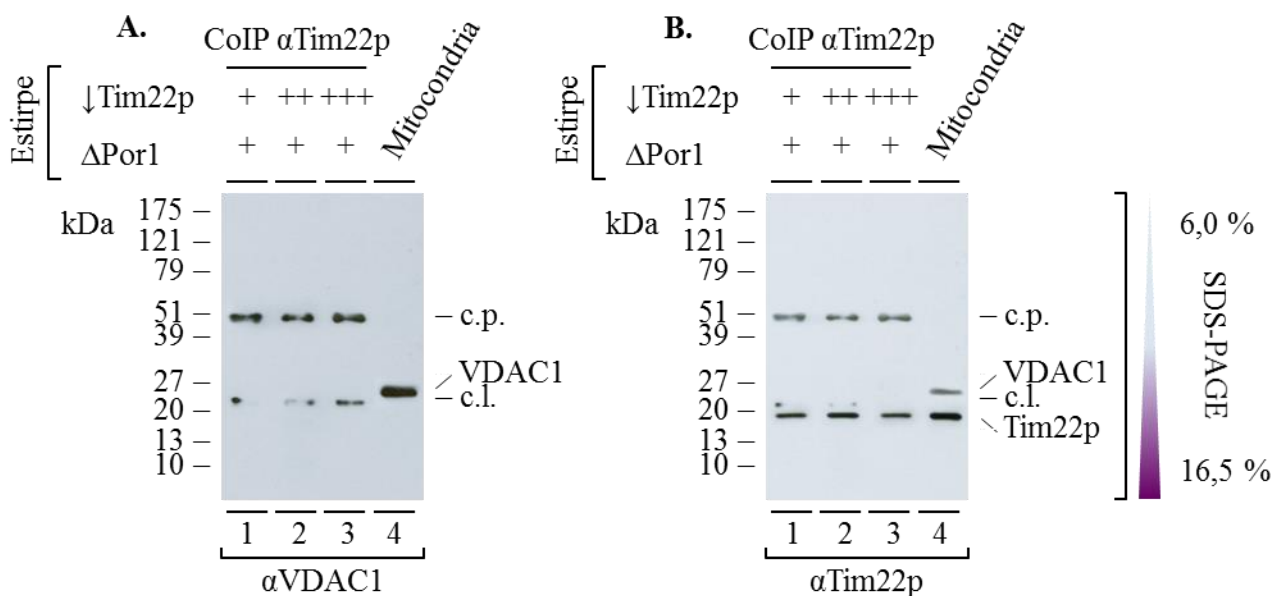 A.
CoIP αTim22p
Mitocondria
Estirpe
↓Tim22p + ++ +++
ΔPor1 + + +
kDa
175 –
121 –
79 –
51 –
39 –
27 –
20 –
13 –
10 –
– c.p.
VDAC1
c.l.
1 2 3 4
αVDAC1
B.
CoIP αTim22p
Mitocondria
Estirpe
↓Tim22p + ++ +++
ΔPor1 + + +
kDa
175 –
121 –
79 –
51 –
39 –
27 –
20 –
13 –
10 –
– c.p.
VDAC1
c.l.
Tim22p
1 2 3 4
αTim22p
6,0 %
SDS-PAGE
16,5 %